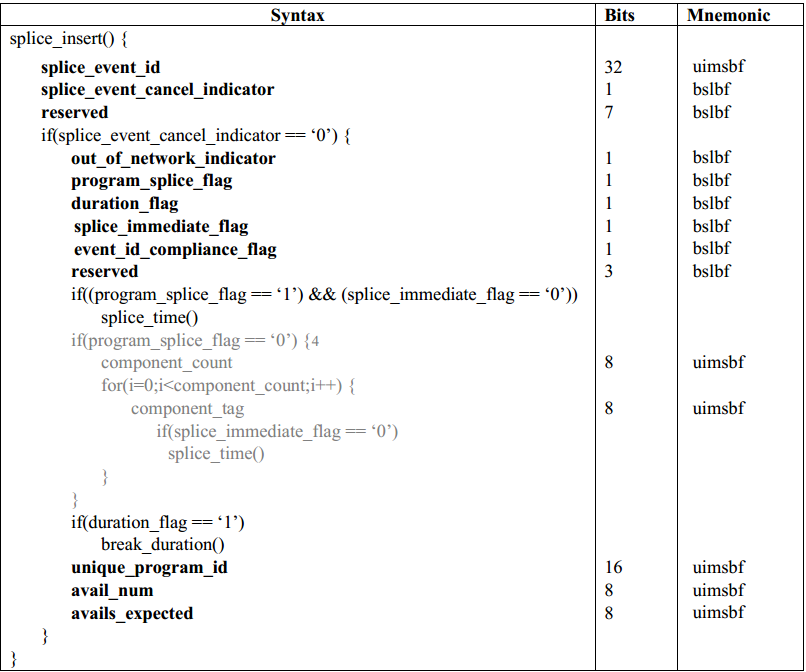 Syntax Bits Mnemonic
splice_insert() {
splice_event_id 32 uimsbf
splice_event_cancel_indicator 1 bslbf
reserved 7 bslbf
if(splice_event_cancel_indicator == ‘0’) {
out_of_network_indicator 1 bslbf
program_splice_flag 1 bslbf
duration_flag 1 bslbf
splice_immediate_flag 1 bslbf
event_id_compliance_flag 1 bslbf
reserved 3 bslbf
if((program_splice_flag == ‘1’) && (splice_immediate_flag == ‘0’))
splice_time()
if(program_splice_flag == ‘0’) {4
component_count 8 uimsbf
for(i=0;i<component_count;i++) {
component_tag 8 uimsbf
if(splice_immediate_flag == ‘0’)
splice_time()
}
}
if(duration_flag == ‘1’)
break_duration()
unique_program_id 16 uimsbf
avail_num 8 uimsbf
avails_expected 8 uimsbf
}
}